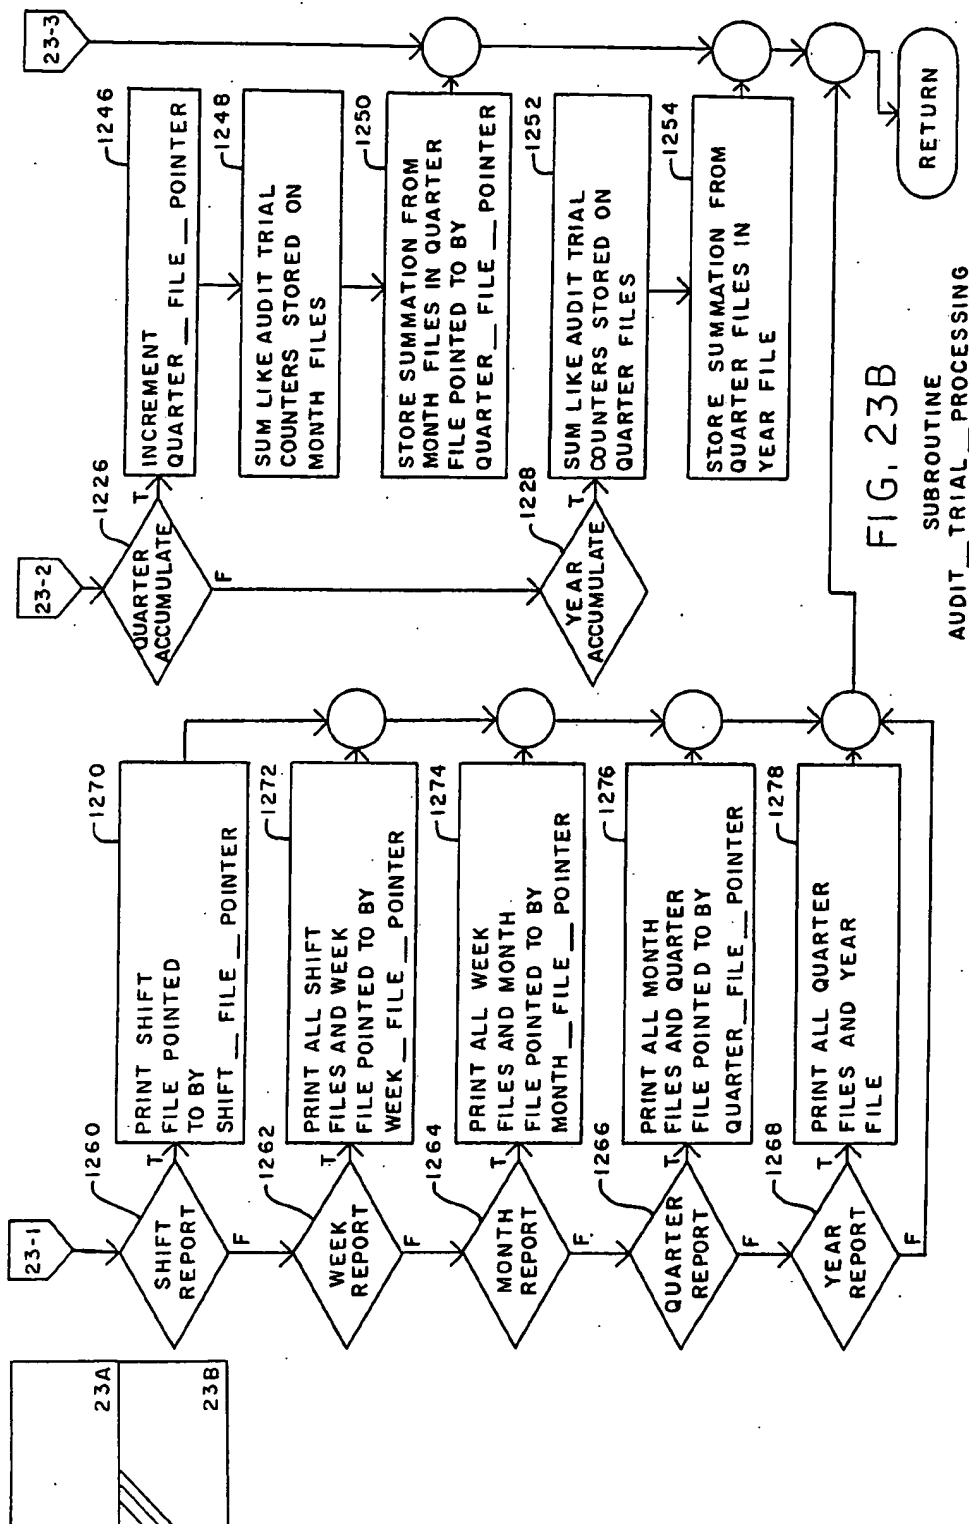 23A
23B
23-1
SHIFT
REPORT
1260
T
F
PRINT SHIFT
FILE POINTED
TO BY
SHIFT__FILE__POINTER
1270
WEEK
REPORT
1262
T
F
PRINT ALL SHIFT
FILES AND WEEK
FILE POINTED TO BY
WEEK__FILE__POINTER
1272
MONTH
REPORT
1264
T
F
PRINT ALL WEEK
FILES AND MONTH
FILE POINTED TO BY
MONTH__FILE__POINTER
1274
QUARTER
REPORT
1266
T
F
PRINT ALL MONTH
FILES AND QUARTER
FILE POINTED TO BY
QUARTER__FILE__POINTER
1276
YEAR
REPORT
1268
T
F
PRINT ALL QUARTER
FILES AND YEAR
FILE
1278
23-2
QUARTER
ACCUMULATE
1226
T
F
INCREMENT
QUARTER__FILE__POINTER
1246
SUM LIKE AUDIT TRIAL
COUNTERS STORED ON
MONTH FILES
1248
STORE SUMMATION FROM
MONTH FILES IN QUARTER
FILE POINTED TO BY
QUARTER__FILE__POINTER
1250
YEAR
ACCUMULATE
1228
T
SUM LIKE AUDIT TRIAL
COUNTERS STORED ON
QUARTER FILES
1252
STORE SUMMATION FROM
QUARTER FILES IN
YEAR FILE
1254
23-3
RETURN
FIG. 23B
SUBROUTINE
AUDIT__TRIAL__PROCESSING